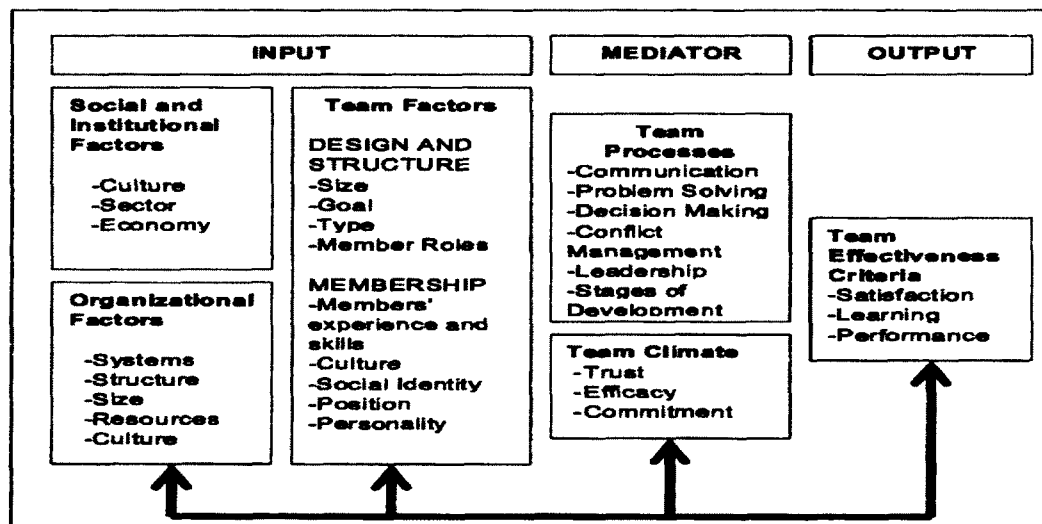 INPUT
MEDIATOR
OUTPUT
Social and
Institutional
Factors
-Culture
-Sector
-Economy
Organizational
Factors
-Systems
-Structure
-Size
-Resources
-Culture
Team Factors
DESIGN AND
STRUCTURE
-Size
-Goal
-Type
-Member Roles
MEMBERSHIP
-Members'
experience and
skills
-Culture
-Social Identity
-Position
-Personality
Team
Processes
-Communication
-Problem Solving
-Decision Making
-Conflict
Management
-Leadership
-Stages of
Development
Team Climate
-Trust
-Efficacy
-Commitment
Team
Effectiveness
Criteria
-Satisfaction
-Learning
-Performance